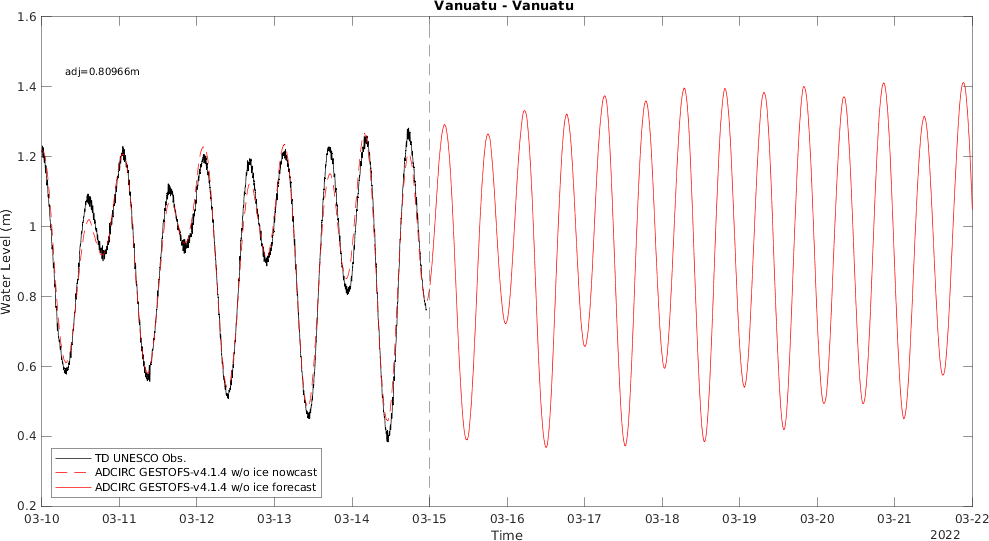 Vanuatu - Vanuatu
1.6
1.4
1.2
1
0.8
0.6
0.4
0.2
Water Level (m)
adj=0.80966m
TD UNESCO Obs.
ADCIRC GESTOFS-v4.1.4 w/o ice nowcast
ADCIRC GESTOFS-v4.1.4 w/o ice forecast
03-10 03-11 03-12 03-13 03-14 03-15 03-16 03-17 03-18 03-19 03-20 03-21 03-22
Time
2022